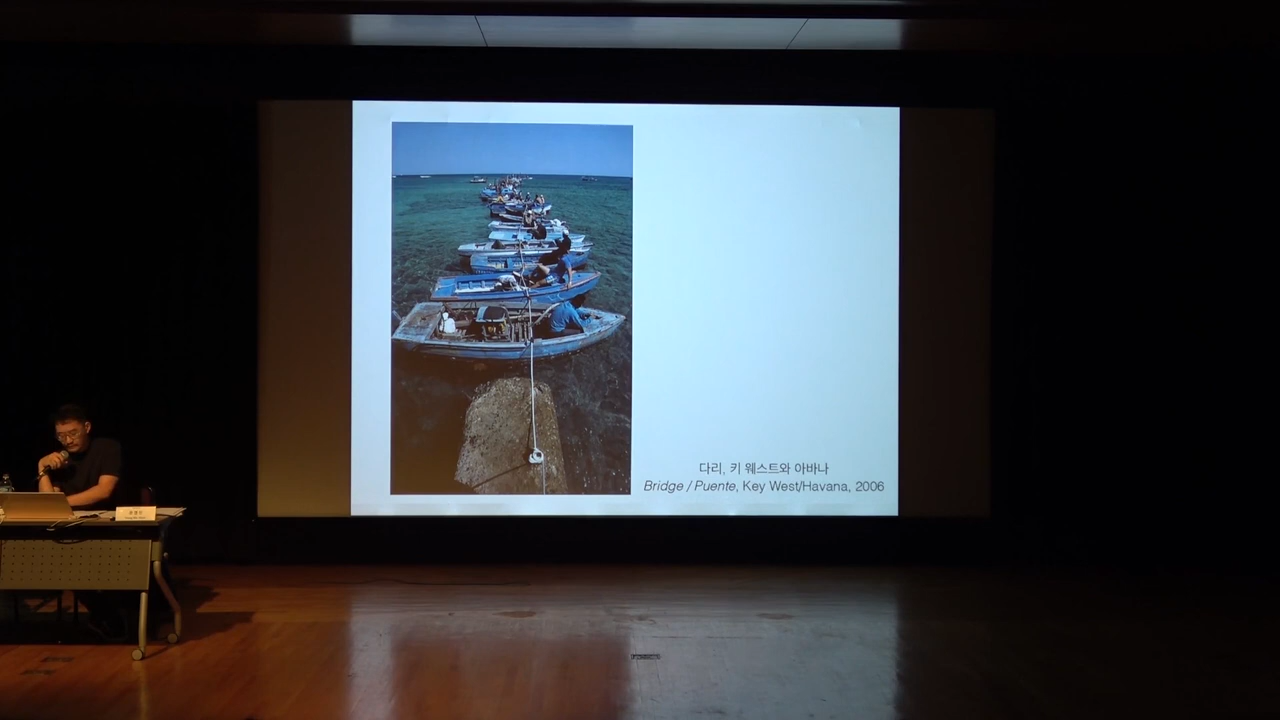 다리, 키 웨스트와 아바나
Bridge / Puente, Key West/Havana, 2006